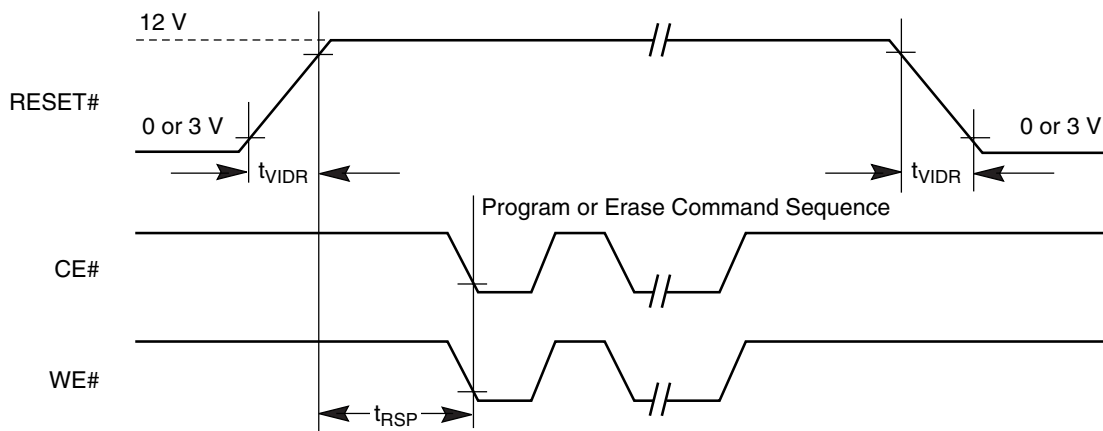 12 V
RESET#
0 or 3 V
0 or 3 V
tVIDR
tVIDR
Program or Erase Command Sequence
CE#
WE#
tRSP